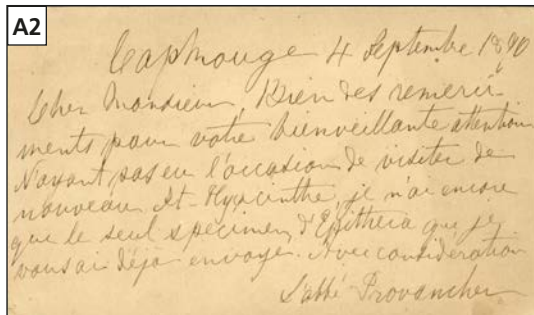 A2
CapRouge 4 Septembre 1890
Cher Monsieur, Bien des remerci-
ments pour votre bienveillante attention
N'ayant pas eu l'occasion de visiter de
nouveau St-Hyacinthe, je n'ai encore
que le seul specimen d'Epitheca que je
vous ai déjà envoyé. Avec considération
L'abbé Provancher